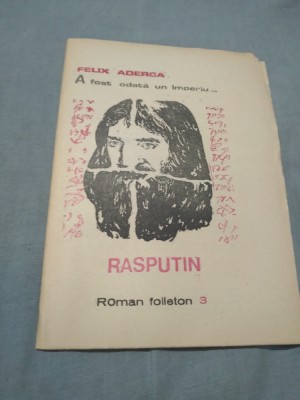 FELIX ADERCA
A fost odată un Imperiu...
RASPUTIN
Roman foileton 3